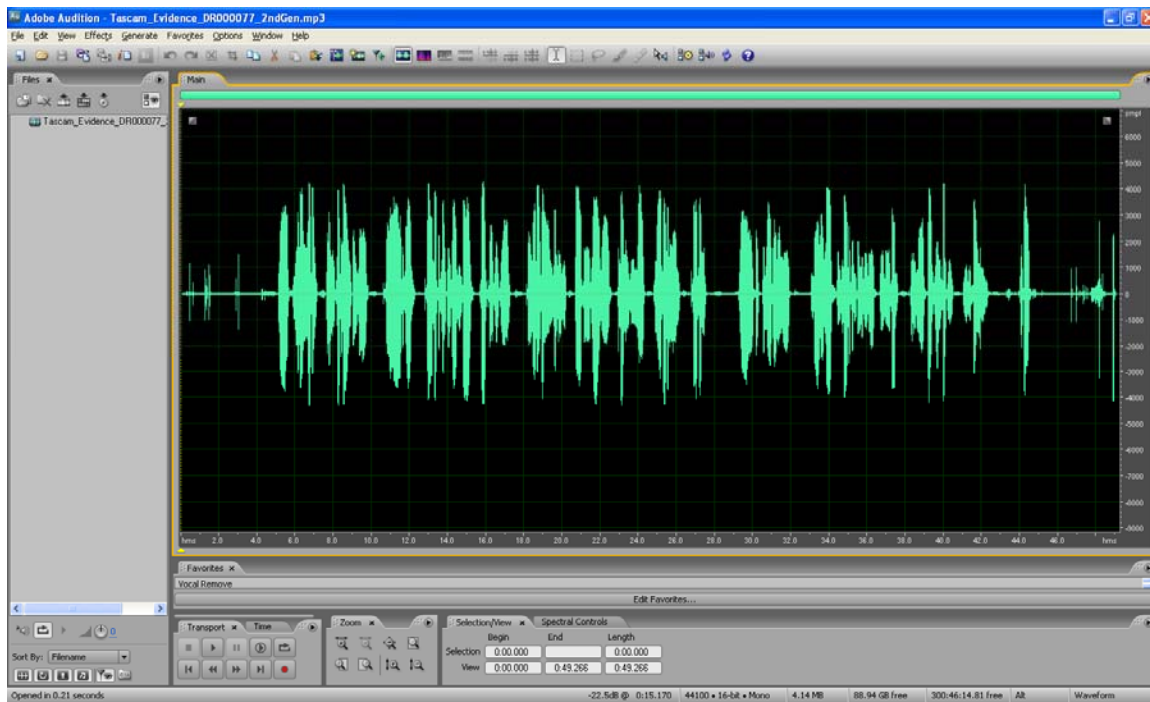 Adobe Audition - Tascam_Evidence_DR000077_2ndGen.mp3
File Edit View Effects Generate Favorites Options Window Help
Files
Main
Tascam_Evidence_DR000077_
smpl
6000
5000
4000
3000
2000
1000
0
-1000
-2000
-3000
-4000
-5000
-6000
-8000
-9000
hms 2.0 4.0 6.0 8.0 10.0 12.0 14.0 16.0 18.0 20.0 22.0 24.0 26.0 28.0 30.0 32.0 34.0 36.0 38.0 40.0 42.0 44.0 46.0 hms
Favorites
Vocal Remove
Edit Favorites...
Transport Time Zoom Selection/View Spectral Controls
Begin End Length
Selection 0:00.000 0:00.000
View 0:00.000 0:49.266 0:49.266
0
Sort By: Filename
Opened in 0.21 seconds -22.5dB @ 0:15.170 44100 • 16-bit • Mono 4.14 MB 88.94 GB free 300:46:14.81 free Alt Waveform